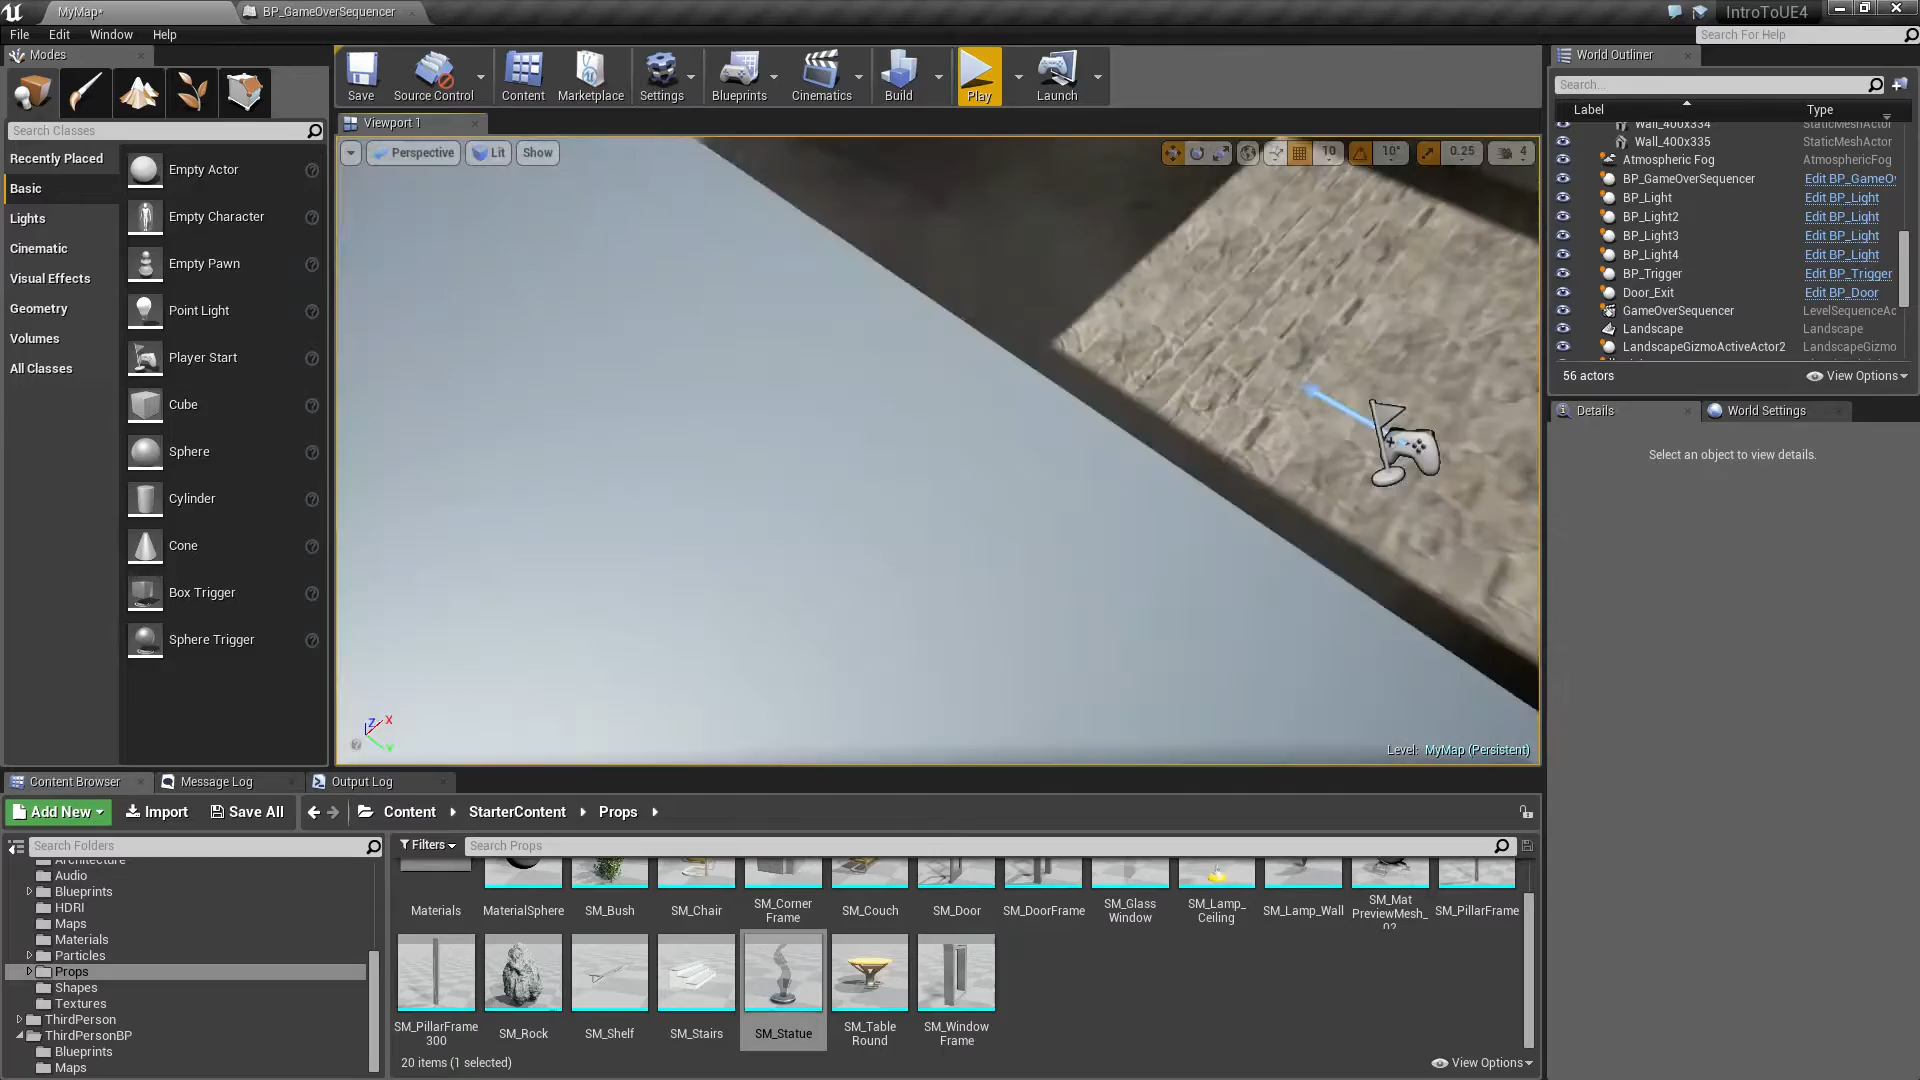 MyMap*
BP_GameOverSequencer
IntroToUE4
File Edit Window Help
Search For Help
Modes
Search Classes
Recently Placed
Basic
Lights
Cinematic
Visual Effects
Geometry
Volumes
All Classes
Empty Actor
Empty Character
Empty Pawn
Point Light
Player Start
Cube
Sphere
Cylinder
Cone
Box Trigger
Sphere Trigger
Save
Source Control
Content
Marketplace
Settings
Blueprints
Cinematics
Build
Play
Launch
Viewport 1
Perspective
Lit
Show
10
10°
0.25
4
Z X
Y
Level: MyMap (Persistent)
World Outliner
Search...
Label Type
Wall_400x334 StaticMeshActor
Wall_400x335 StaticMeshActor
Atmospheric Fog AtmosphericFog
BP_GameOverSequencer Edit BP_GameO
BP_Light Edit BP_Light
BP_Light2 Edit BP_Light
BP_Light3 Edit BP_Light
BP_Light4 Edit BP_Light
BP_Trigger Edit BP_Trigger
Door_Exit Edit BP_Door
GameOverSequencer LevelSequenceAc
Landscape Landscape
LandscapeGizmoActiveActor2 LandscapeGizmo
56 actors
View Options
Details
World Settings
Select an object to view details.
Content Browser
Message Log
Output Log
Add New
Import
Save All
Content
StarterContent
Props
Search Folders
Architecture
Audio
Blueprints
HDRI
Maps
Materials
Particles
Props
Shapes
Textures
ThirdPerson
ThirdPersonBP
Blueprints
Maps
Filters
Search Props
Materials
MaterialSphere
SM_Bush
SM_Chair
SM_Corner
Frame
SM_Couch
SM_Door
SM_DoorFrame
SM_Glass
Window
SM_Lamp_
Ceiling
SM_Lamp_Wall
SM_Mat
PreviewMesh_
02
SM_PillarFrame
SM_PillarFrame
300
SM_Rock
SM_Shelf
SM_Stairs
SM_Statue
SM_Table
Round
SM_Window
Frame
20 items (1 selected)
View Options